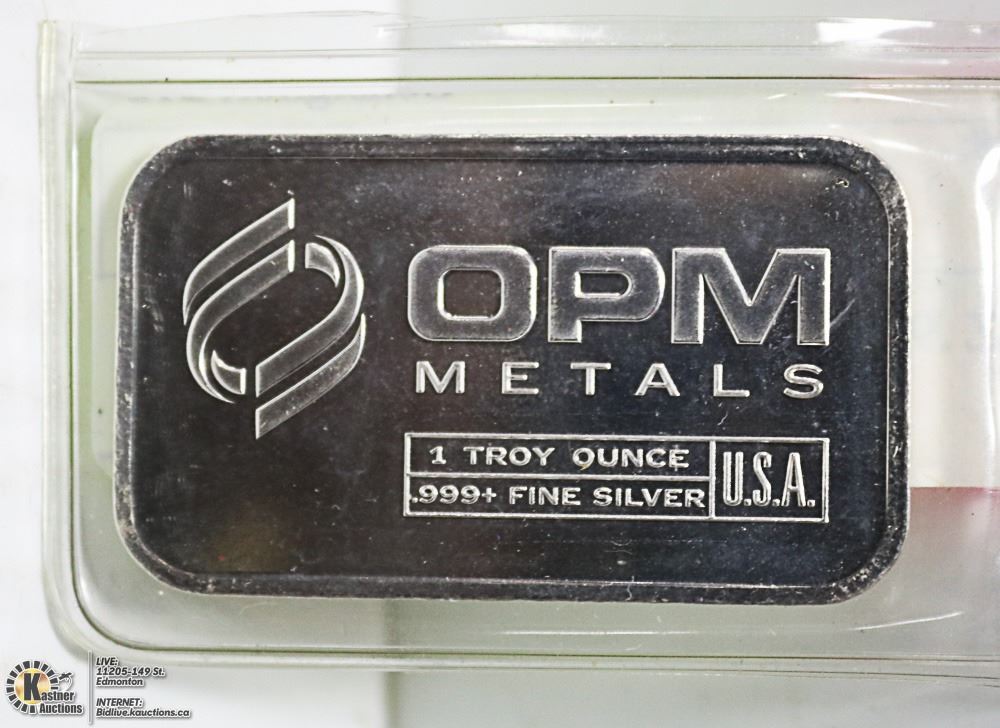 OPM
METALS
1 TROY OUNCE
.999+ FINE SILVER
U.S.A.
Kastner
Auctions
LIVE:
11205-149 St.
Edmonton
INTERNET:
Bidlive.kauctions.ca